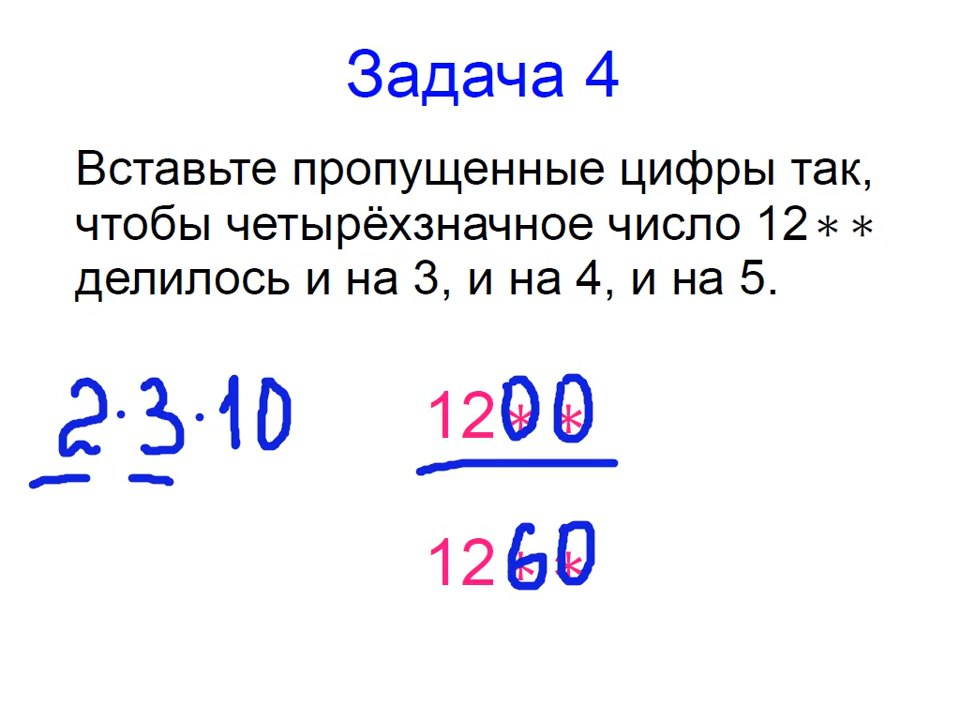 Задача 4
Вставьте пропущенные цифры так,
чтобы четырёхзначное число 12∗∗
делилось и на 3, и на 4, и на 5.
2·3·10
1200
1260